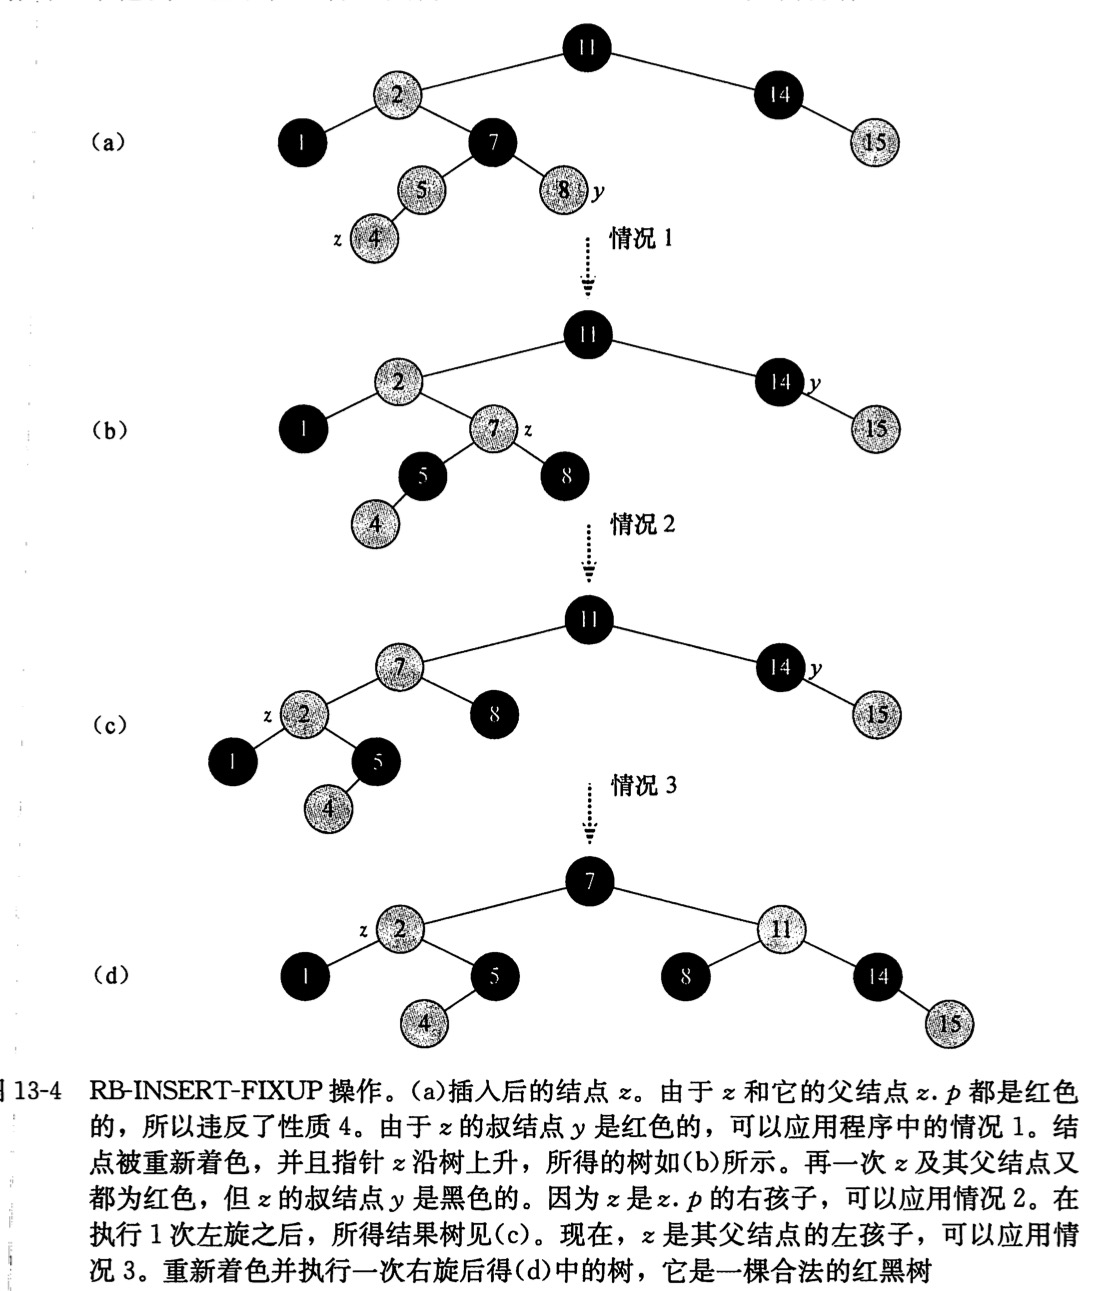 11
2 14
(a) 1 7 15
5 8 y
z 4 情况 1
11
2 14 y
(b) 1 7 z 15
5 8
4 情况 2
11
7 14 y
(c) z 2 8 15
1 5
4 情况 3
7
z 2 11
(d) 1 5 8 14
4 15
13-4 RB-INSERT-FIXUP 操作。(a)插入后的结点 z。由于 z 和它的父结点 z. p 都是红色
的，所以违反了性质 4。由于 z 的叔结点 y 是红色的，可以应用程序中的情况 1。结
点被重新着色，并且指针 z 沿树上升，所得的树如(b)所示。再一次 z 及其父结点又
都为红色，但 z 的叔结点 y 是黑色的。因为 z 是 z. p 的右孩子，可以应用情况 2。在
执行 1 次左旋之后，所得结果树见(c)。现在，z 是其父结点的左孩子，可以应用情
况 3。重新着色并执行一次右旋后得(d)中的树，它是一棵合法的红黑树